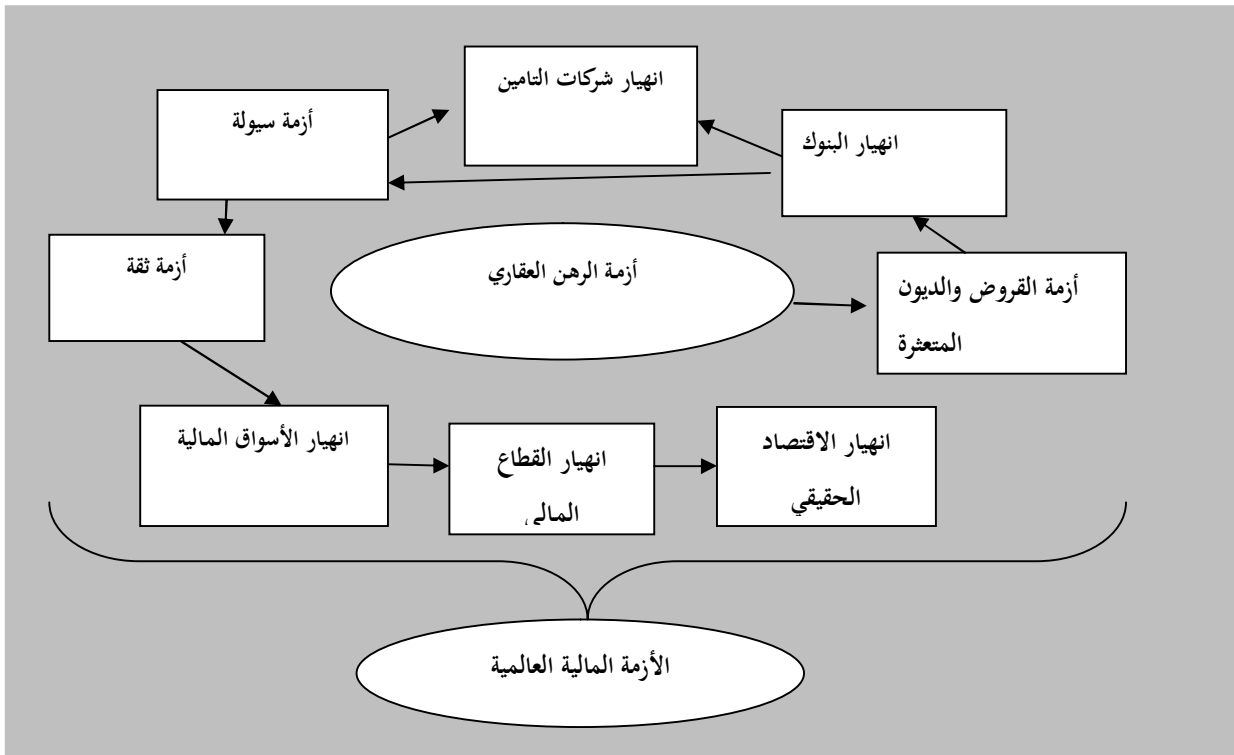 انهيار شركات التامين
أزمة سيولة
انهيار البنوك
أزمة ثقة
أزمة الرهن العقاري
أزمة القروض والديون
المتعثرة
انهيار الأسواق المالية
انهيار القطاع
المالي
انهيار الاقتصاد
الحقيقي
الأزمة المالية العالمية